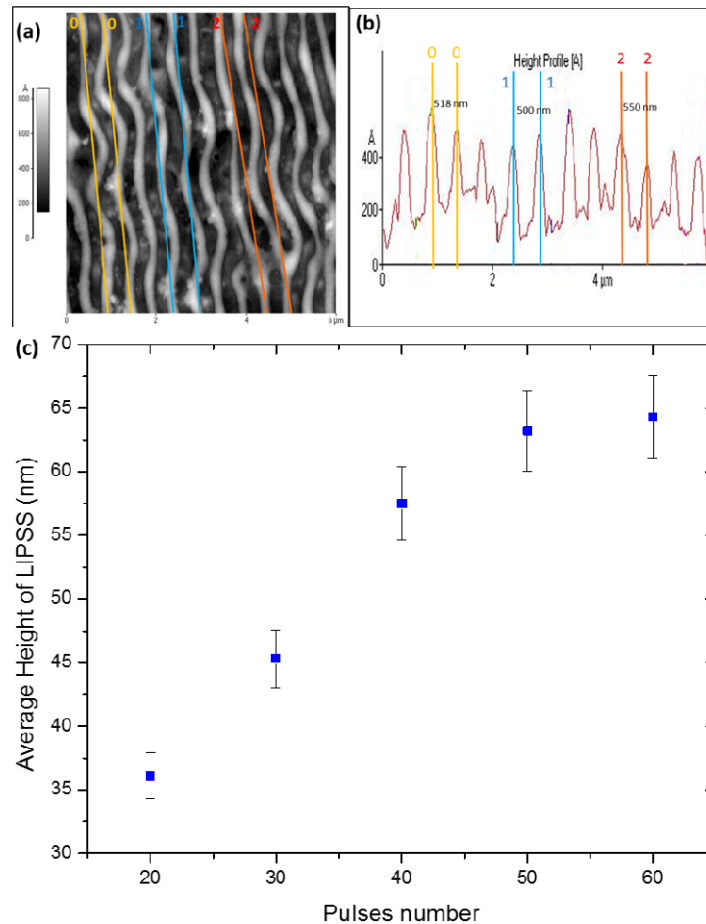 (a)
0 0 1 1 2 2
Å
800
600
400
200
0
0 2 4 6 µm
(b)
0 0 2 2
Height Profile [A]
1 1
518 nm 500 nm 550 nm
Å
400
200
0
0 2 4 µm
(c)
70
65
60
55
50
45
40
35
30
Average Height of LIPSS (nm)
20 30 40 50 60
Pulses number